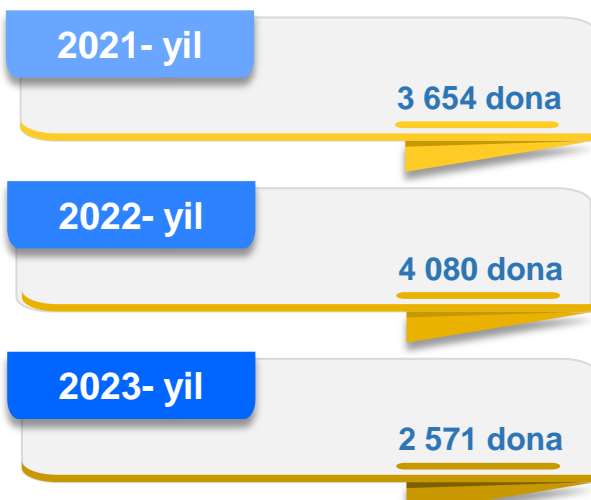 2021- yil
3 654 dona
2022- yil
4 080 dona
2023- yil
2 571 dona